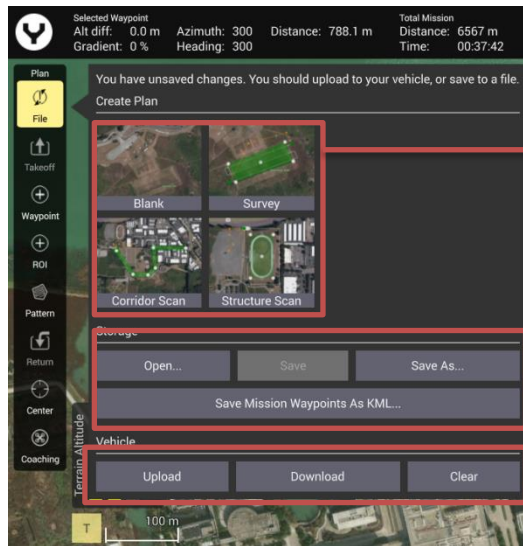 Selected Waypoint
Alt diff: 0.0 m Azimuth: 300 Distance: 788.1 m
Gradient: 0 % Heading: 300
Total Mission
Distance: 6567 m
Time: 00:37:42
Plan
File
Takeoff
Waypoint
ROI
Pattern
Return
Center
Coaching
You have unsaved changes. You should upload to your vehicle, or save to a file.
Create Plan
Blank
Survey
Corridor Scan
Structure Scan
Storage
Open...
Save
Save As...
Save Mission Waypoints As KML...
Vehicle
Upload
Download
Clear
Terrain Altitude
T
100 m